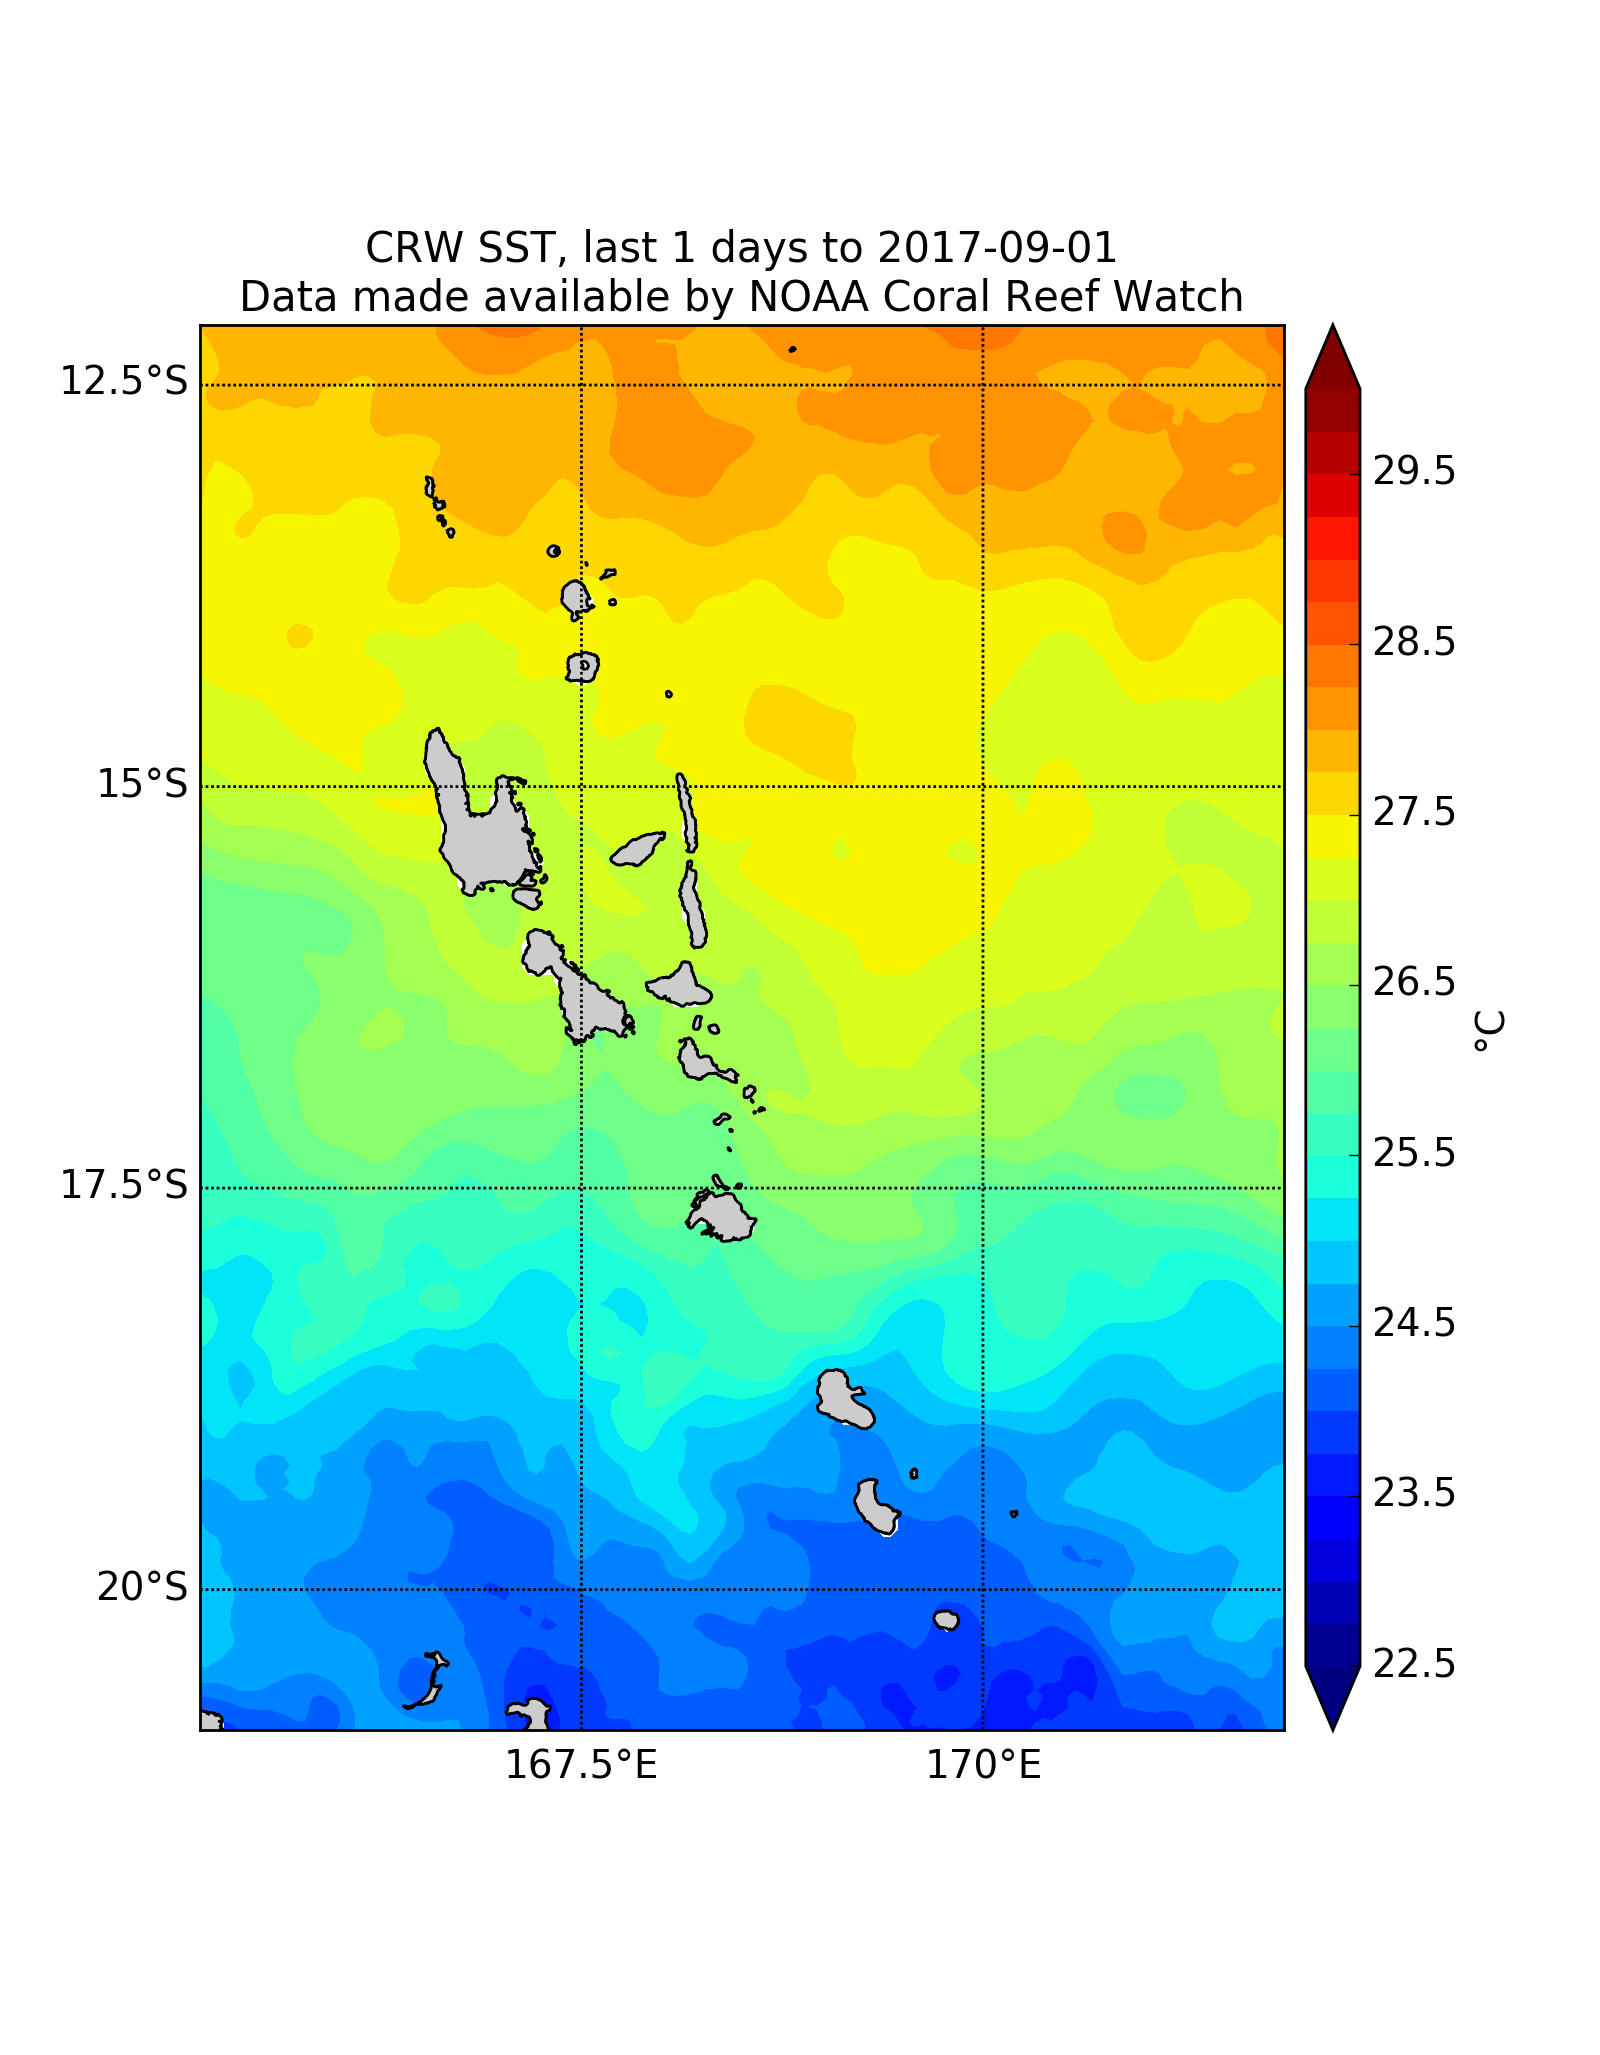 CRW SST, last 1 days to 2017-09-01
Data made available by NOAA Coral Reef Watch
12.5°S
15°S
17.5°S
20°S
167.5°E
170°E
29.5
28.5
27.5
26.5
25.5
24.5
23.5
22.5
°C